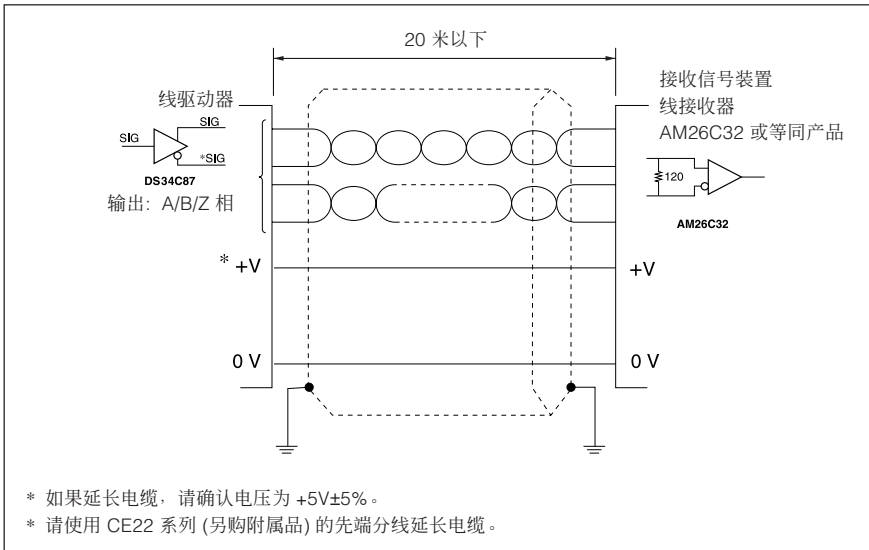 20 米以下
线驱动器
接收信号装置
线接收器
AM26C32 或等同产品
SIG
SIG
*SIG
DS34C87
输出: A/B/Z 相
120
AM26C32
* +V
+V
0 V
0 V
* 如果延长电缆，请确认电压为 +5V±5%。
* 请使用 CE22 系列 (另购附属品) 的先端分线延长电缆。